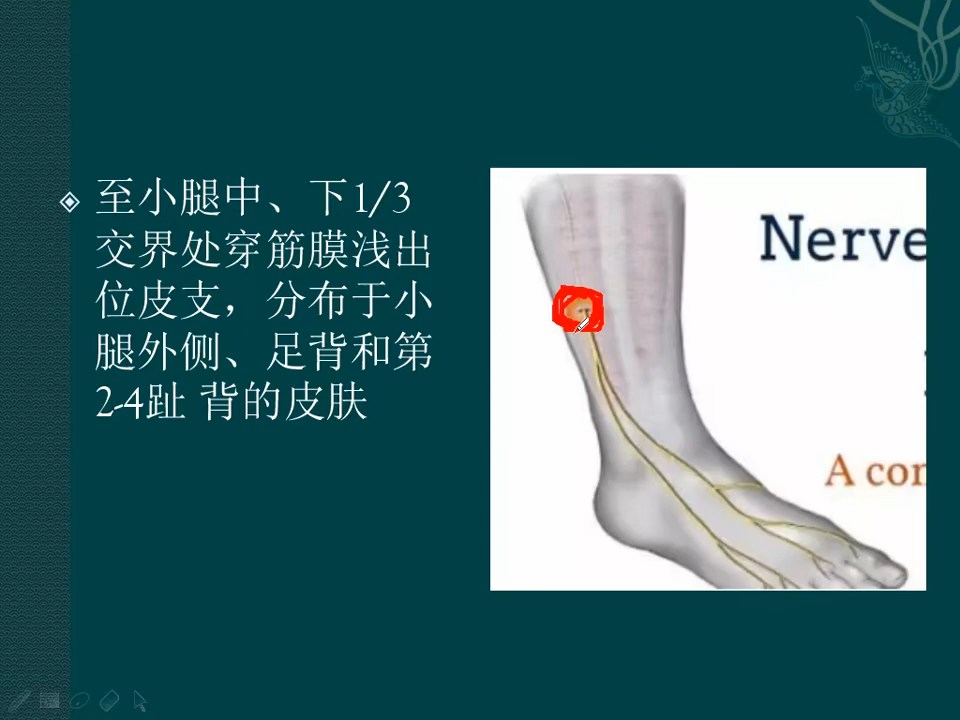 至小腿中、下1/3
交界处穿筋膜浅出
位皮支，分布于小
腿外侧、足背和第
2-4趾 背的皮肤
Nerve
A con